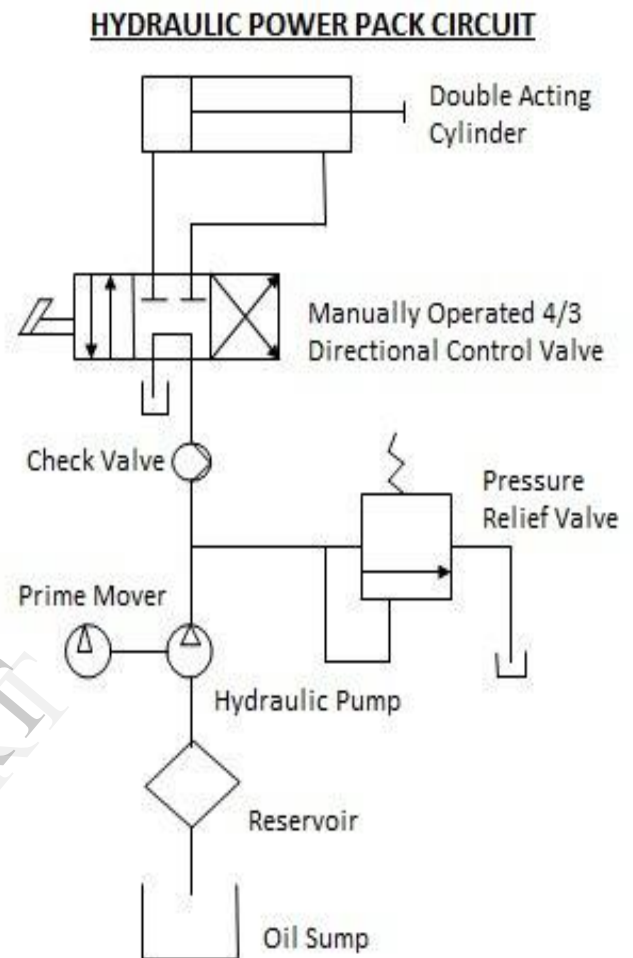 HYDRAULIC POWER PACK CIRCUIT
Double Acting
Cylinder
Manually Operated 4/3
Directional Control Valve
Check Valve
Pressure
Relief Valve
Prime Mover
Hydraulic Pump
Reservoir
Oil Sump